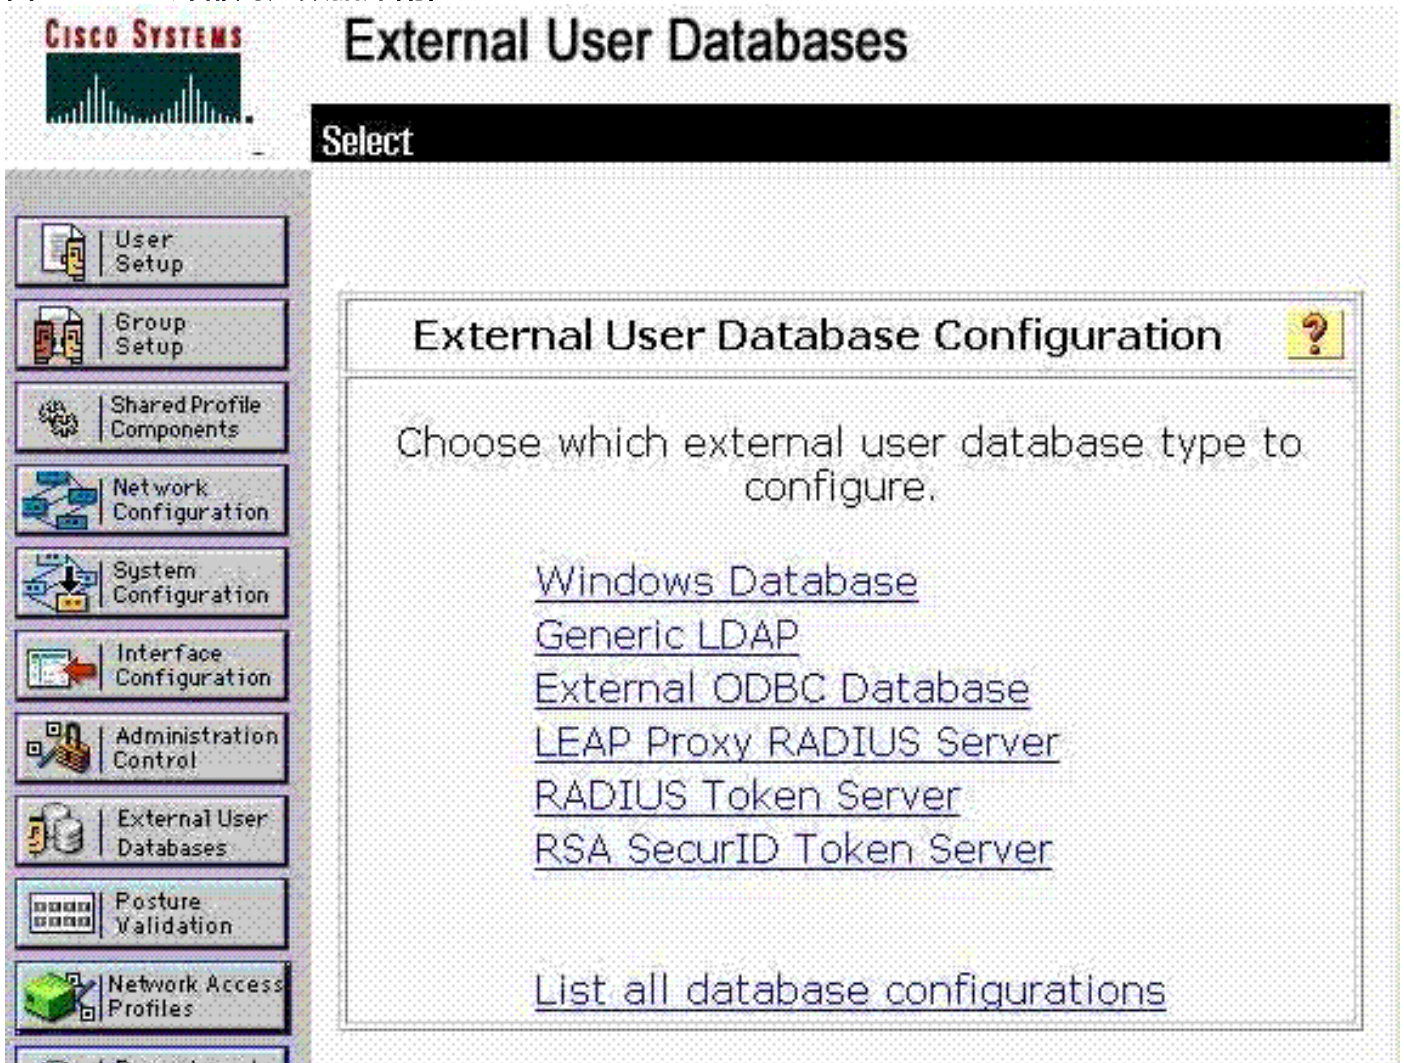 CISCO SYSTEMS
External User Databases
Select
User
Setup
Group
Setup
Shared Profile
Components
Network
Configuration
System
Configuration
Interface
Configuration
Administration
Control
External User
Databases
Posture
Validation
Network Access
Profiles
External User Database Configuration
?
Choose which external user database type to
configure.
Windows Database
Generic LDAP
External ODBC Database
LEAP Proxy RADIUS Server
RADIUS Token Server
RSA SecurID Token Server
List all database configurations